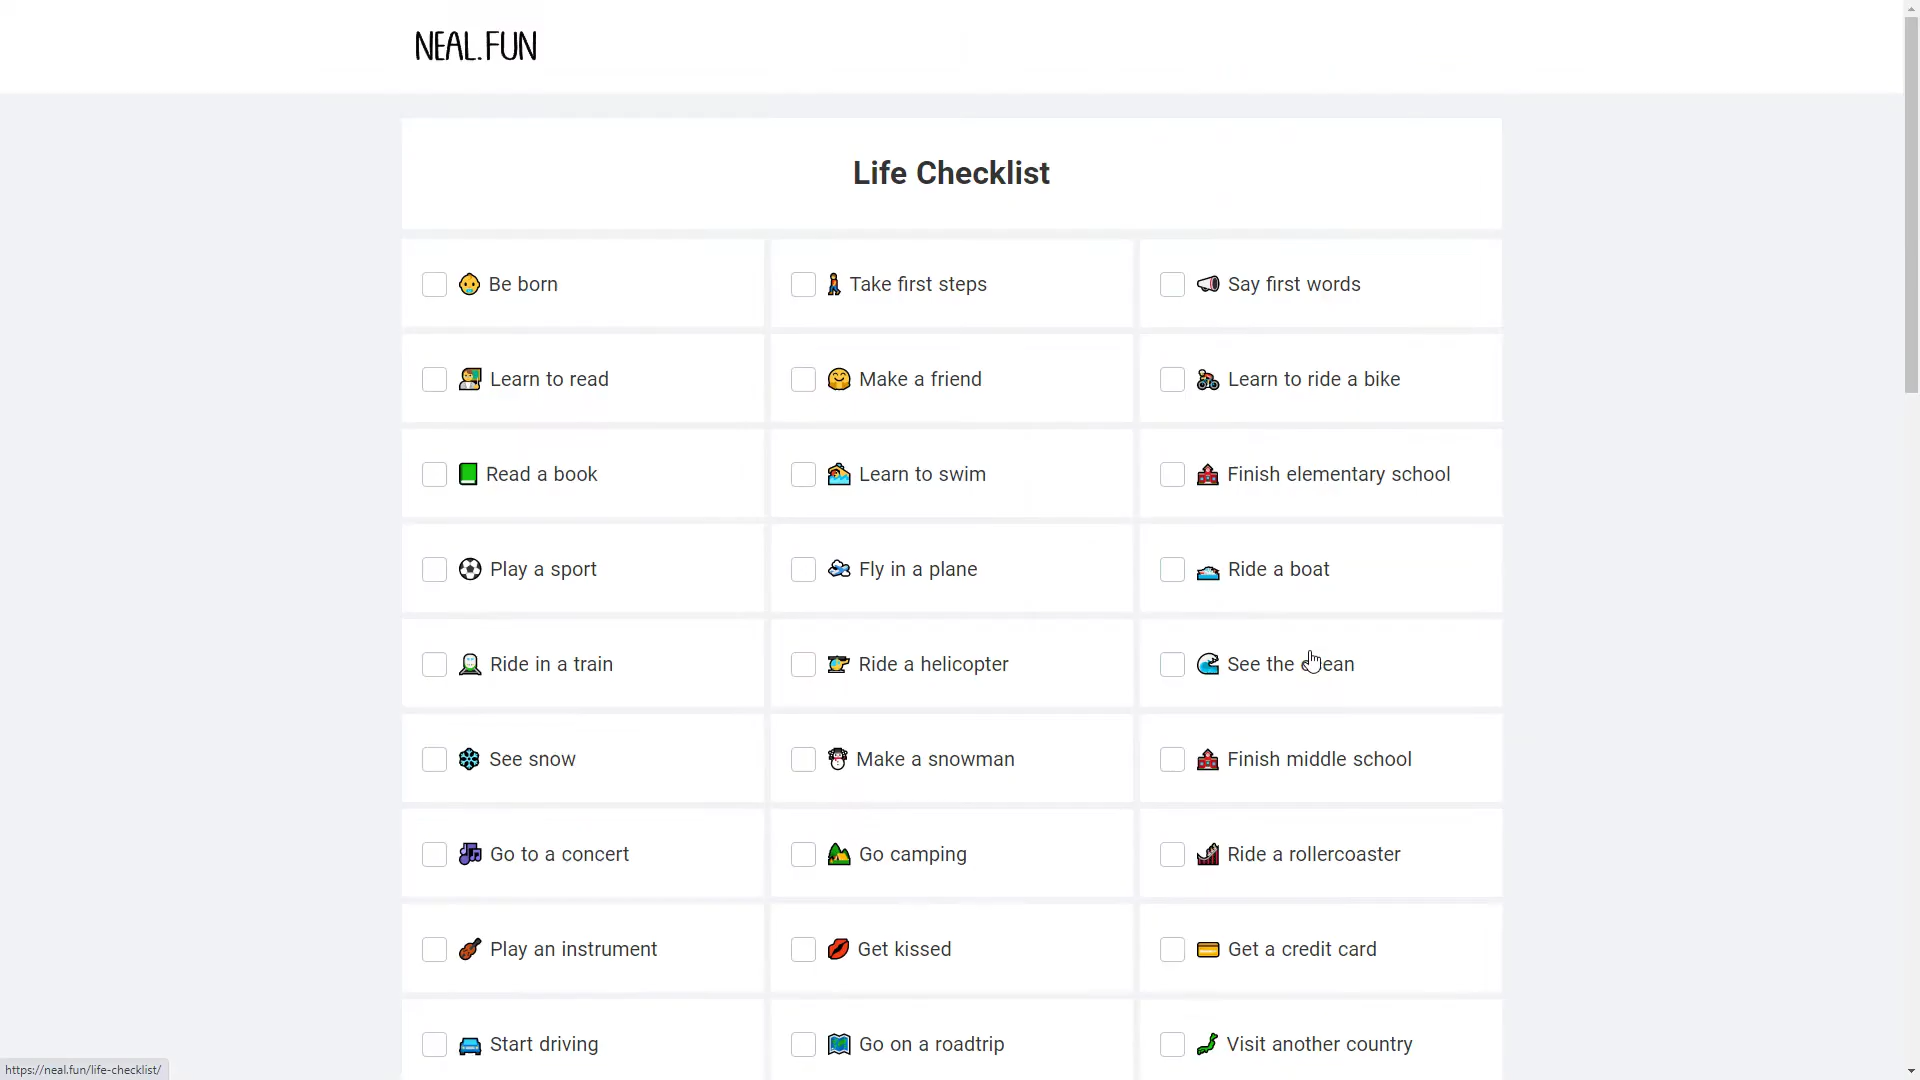 NEAL.FUN
Life Checklist
Be born
Take first steps
Say first words
Learn to read
Make a friend
Learn to ride a bike
Read a book
Learn to swim
Finish elementary school
Play a sport
Fly in a plane
Ride a boat
Ride in a train
Ride a helicopter
See the ocean
See snow
Make a snowman
Finish middle school
Go to a concert
Go camping
Ride a rollercoaster
Play an instrument
Get kissed
Get a credit card
Start driving
Go on a roadtrip
Visit another country
https://neal.fun/life-checklist/